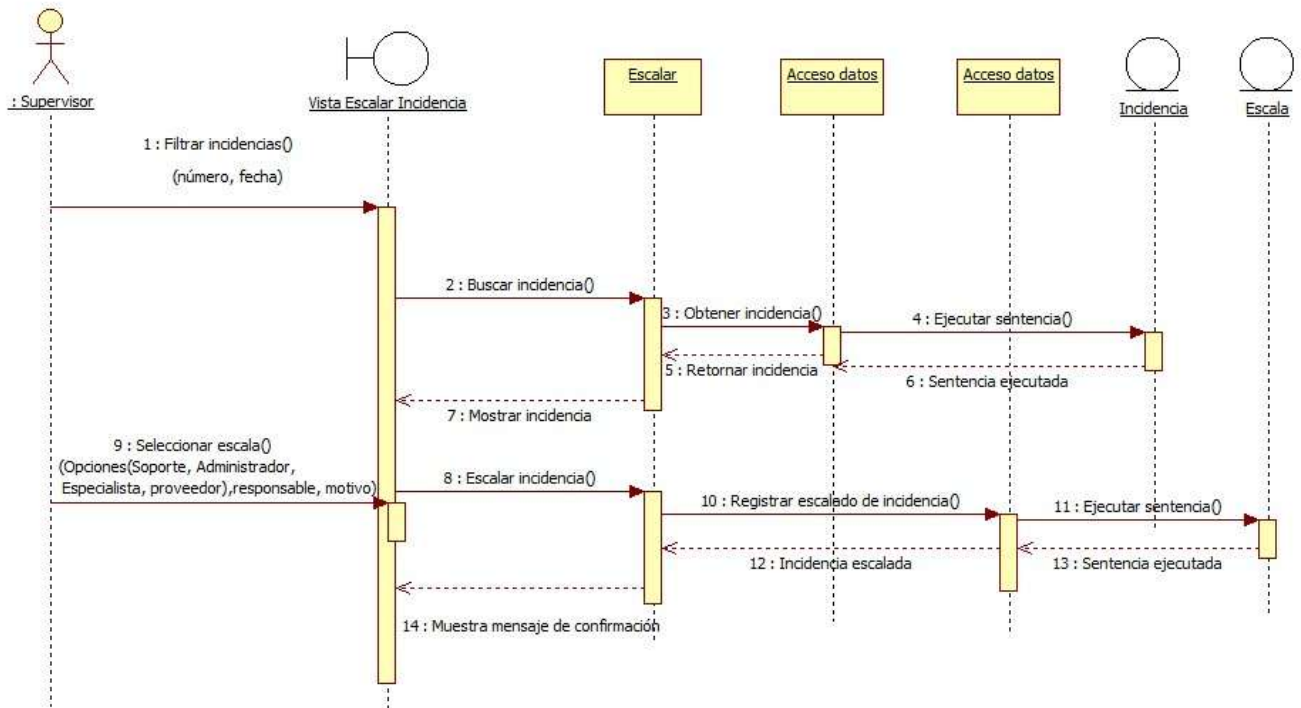 : Supervisor
Vista Escalar Incidencia
Escalar
Acceso datos
Acceso datos
Incidencia
Escala
1 : Filtrar incidencias()
(número, fecha)
2 : Buscar incidencia()
3 : Obtener incidencia()
4 : Ejecutar sentencia()
5 : Retornar incidencia
6 : Sentencia ejecutada
7 : Mostrar incidencia
9 : Seleccionar escala()
(Opciones(Soporte, Administrador,
Especialista, proveedor),responsable, motivo)
8 : Escalar incidencia()
10 : Registrar escalado de incidencia()
11 : Ejecutar sentencia()
12 : Incidencia escalada
13 : Sentencia ejecutada
14 : Muestra mensaje de confirmación